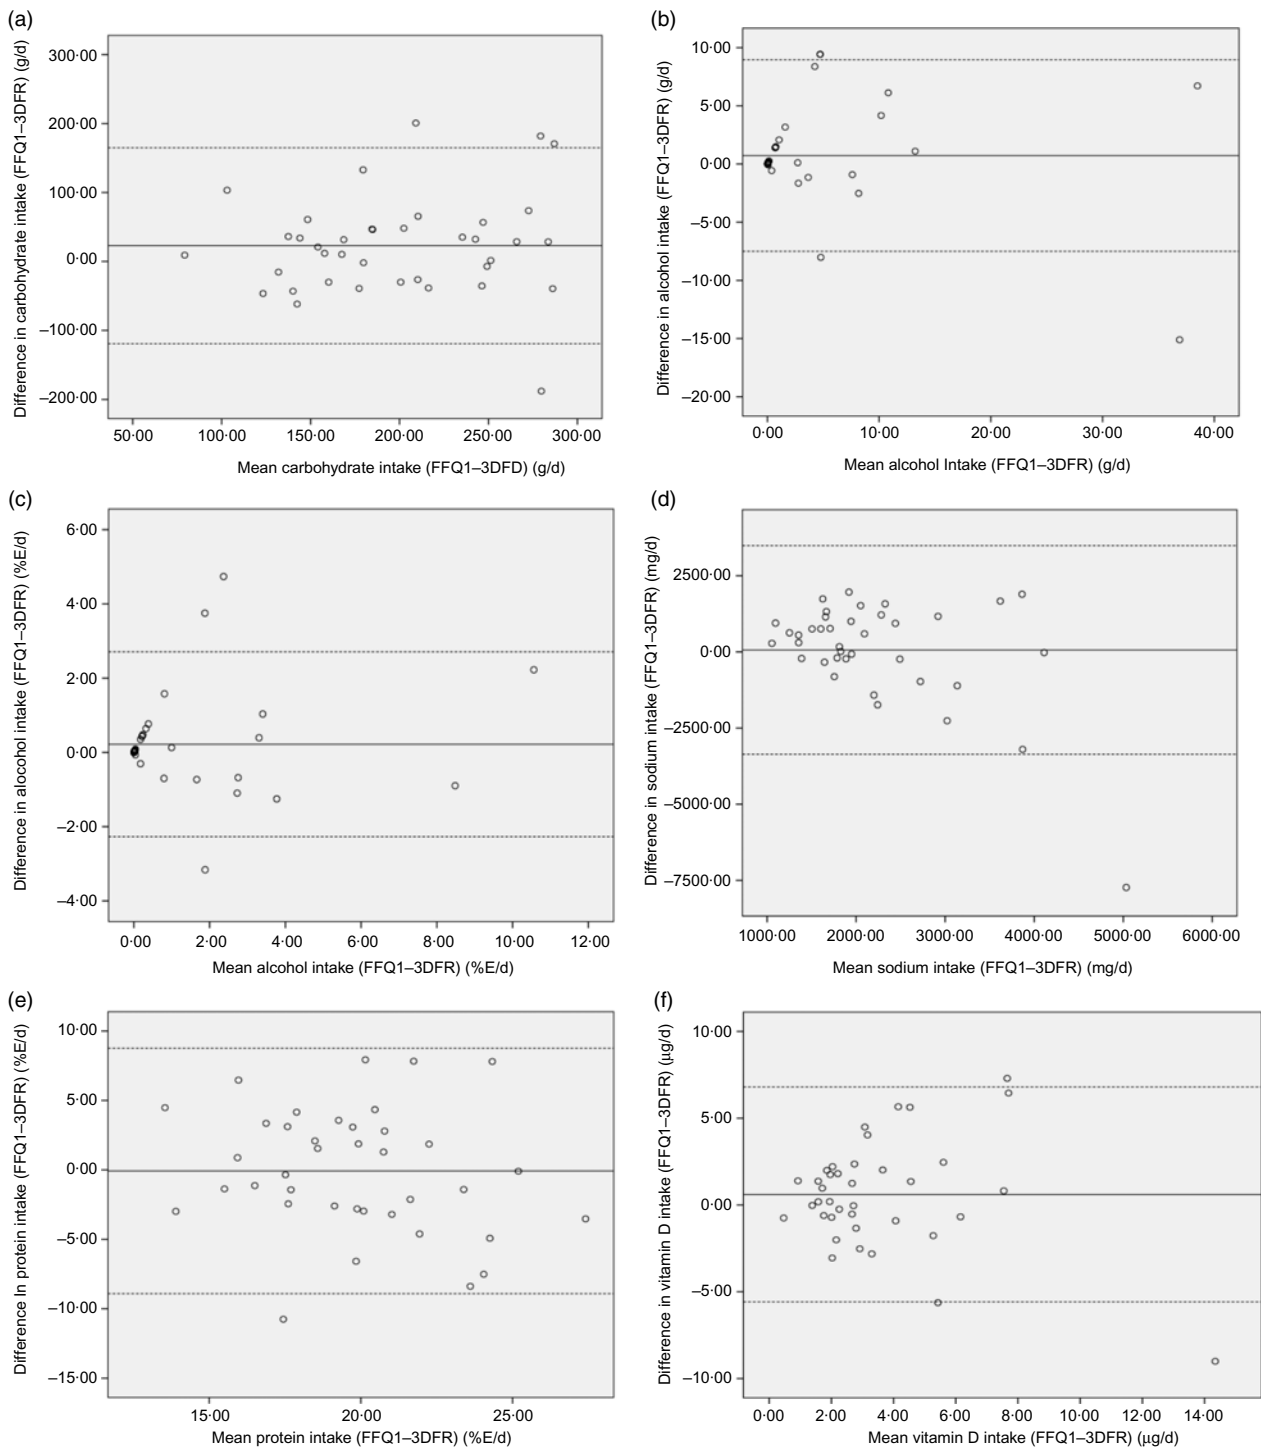 (a)
Difference in carbohydrate intake (FFQ1–3DFR) (g/d)
300·00
200·00
100·00
0·00
–100·00
–200·00
50·00 100·00 150·00 200·00 250·00 300·00
Mean carbohydrate intake (FFQ1–3DFD) (g/d)
(b)
Difference in alcohol intake (FFQ1–3DFR) (g/d)
10·00
5·00
0·00
–5·00
–10·00
–15·00
–20·00
0·00 10·00 20·00 30·00 40·00
Mean alcohol Intake (FFQ1–3DFR) (g/d)
(c)
Difference in alocohol intake (FFQ1–3DFR) (%E/d)
6·00
4·00
2·00
0·00
–2·00
–4·00
0·00 2·00 4·00 6·00 8·00 10·00 12·00
Mean alcohol intake (FFQ1–3DFR) (%E/d)
(d)
Difference in sodium intake (FFQ1–3DFR) (mg/d)
2500·00
0·00
–2500·00
–5000·00
–7500·00
1000·00 2000·00 3000·00 4000·00 5000·00 6000·00
Mean sodium intake (FFQ1–3DFR) (mg/d)
(e)
Difference In protein intake (FFQ1–3DFR) (%E/d)
10·00
5·00
0·00
–5·00
–10·00
–15·00
15·00 20·00 25·00
Mean protein intake (FFQ1–3DFR) (%E/d)
(f)
Difference in vitamin D intake (FFQ1–3DFR) (µg/d)
10·00
5·00
0·00
–5·00
–10·00
0·00 2·00 4·00 6·00 8·00 10·00 12·00 14·00
Mean vitamin D intake (FFQ1–3DFR) (µg/d)